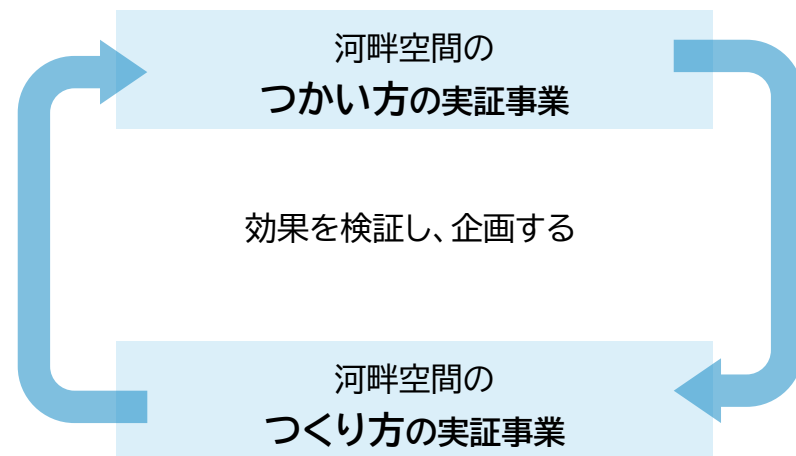 河畔空間の
つかい方の実証事業
効果を検証し、企画する
河畔空間の
つくり方の実証事業